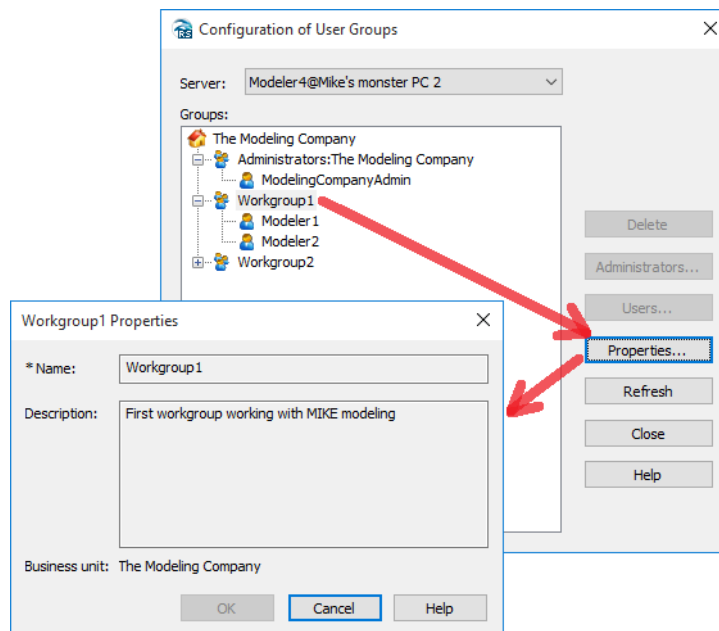 Configuration of User Groups
Server: Modeler4@Mike's monster PC 2
Groups:
The Modeling Company
Administrators:The Modeling Company
ModelingCompanyAdmin
Workgroup1
Modeler1
Modeler2
Workgroup2
Delete
Administrators...
Users...
Properties...
Refresh
Close
Help
Workgroup1 Properties
* Name: Workgroup1
Description: First workgroup working with MIKE modeling
Business unit: The Modeling Company
OK Cancel Help